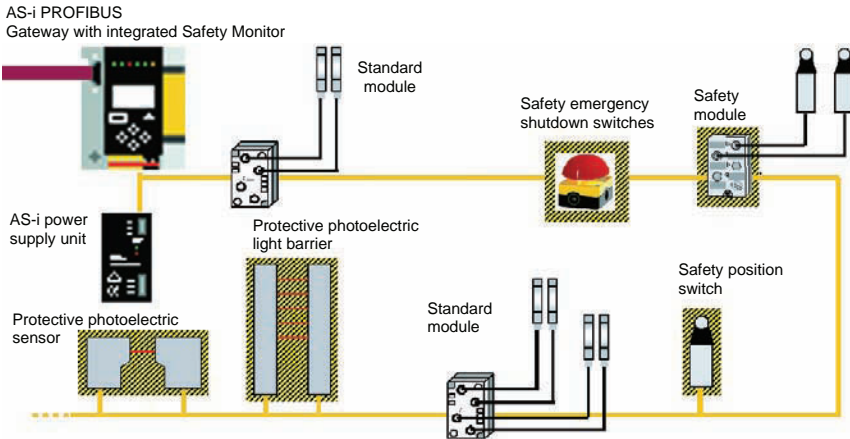 AS-i PROFIBUS
Gateway with integrated Safety Monitor
Standard
module
Safety emergency
shutdown switches
Safety
module
AS-i power
supply unit
Protective photoelectric
light barrier
Safety position
switch
Standard
module
Protective photoelectric
sensor